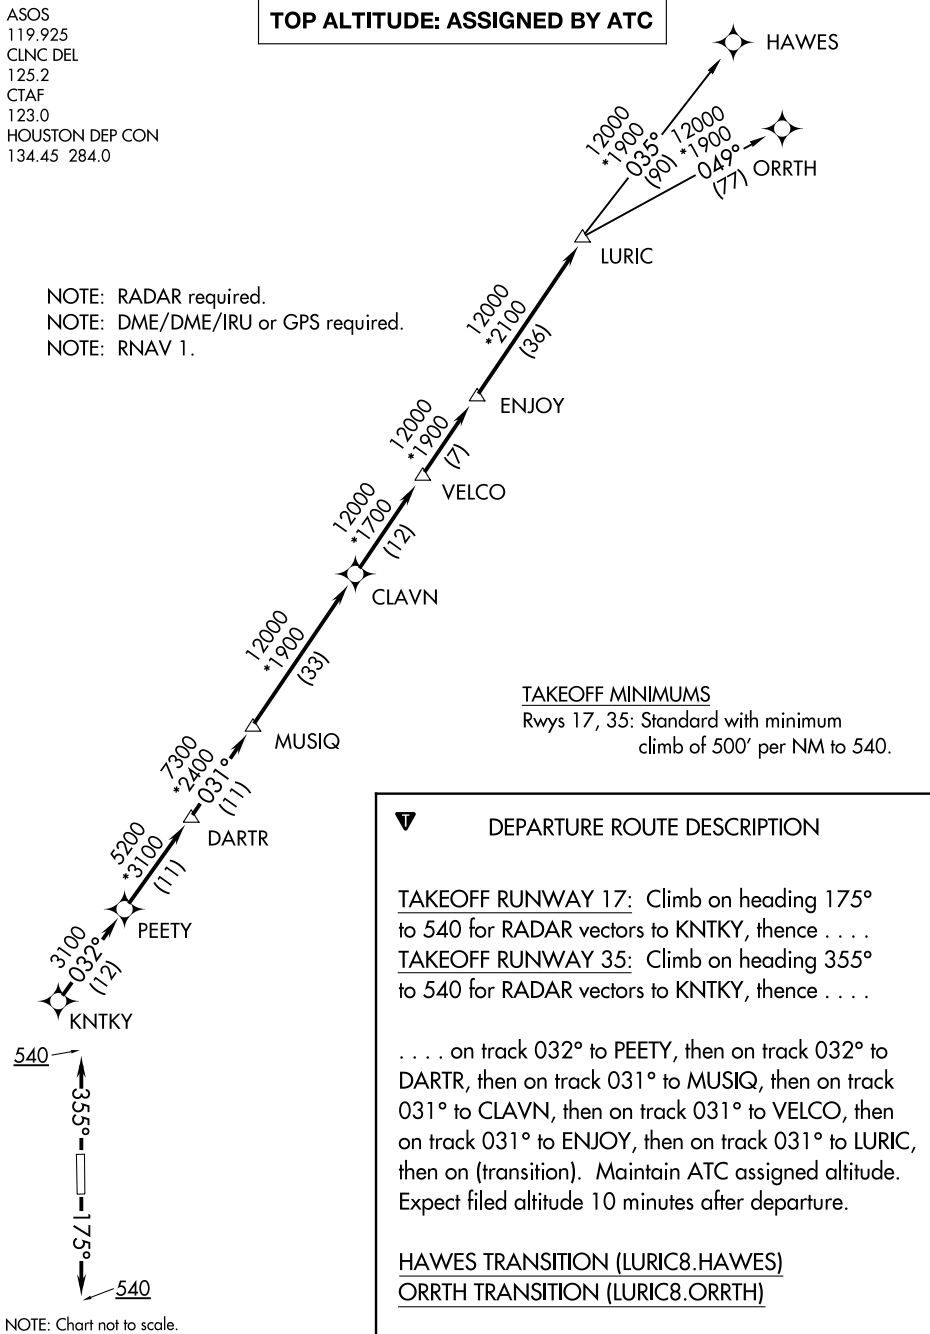 ASOS
119.925
CLNC DEL
125.2
CTAF
123.0
HOUSTON DEP CON
134.45 284.0
TOP ALTITUDE: ASSIGNED BY ATC
HAWES
12000
*1900
035°
(90)
12000
*1900
049°
(77)
ORRTH
LURIC
NOTE: RADAR required.
NOTE: DME/DME/IRU or GPS required.
NOTE: RNAV 1.
12000
*2100
(36)
ENJOY
12000
*1900
(7)
VELCO
12000
*1700
(12)
CLAVN
12000
*1900
(33)
MUSIQ
7300
*2400
031°
(11)
DARTR
5200
*3100
(11)
PEETY
3100
032°
(12)
KNTKY
540
355°
175°
540
NOTE: Chart not to scale.
TAKEOFF MINIMUMS
Rwys 17, 35: Standard with minimum
climb of 500' per NM to 540.
T
DEPARTURE ROUTE DESCRIPTION
TAKEOFF RUNWAY 17: Climb on heading 175°
to 540 for RADAR vectors to KNTKY, thence . . . .
TAKEOFF RUNWAY 35: Climb on heading 355°
to 540 for RADAR vectors to KNTKY, thence . . . .
. . . . on track 032° to PEETY, then on track 032° to
DARTR, then on track 031° to MUSIQ, then on track
031° to CLAVN, then on track 031° to VELCO, then
on track 031° to ENJOY, then on track 031° to LURIC,
then on (transition). Maintain ATC assigned altitude.
Expect filed altitude 10 minutes after departure.
HAWES TRANSITION (LURIC8.HAWES)
ORRTH TRANSITION (LURIC8.ORRTH)